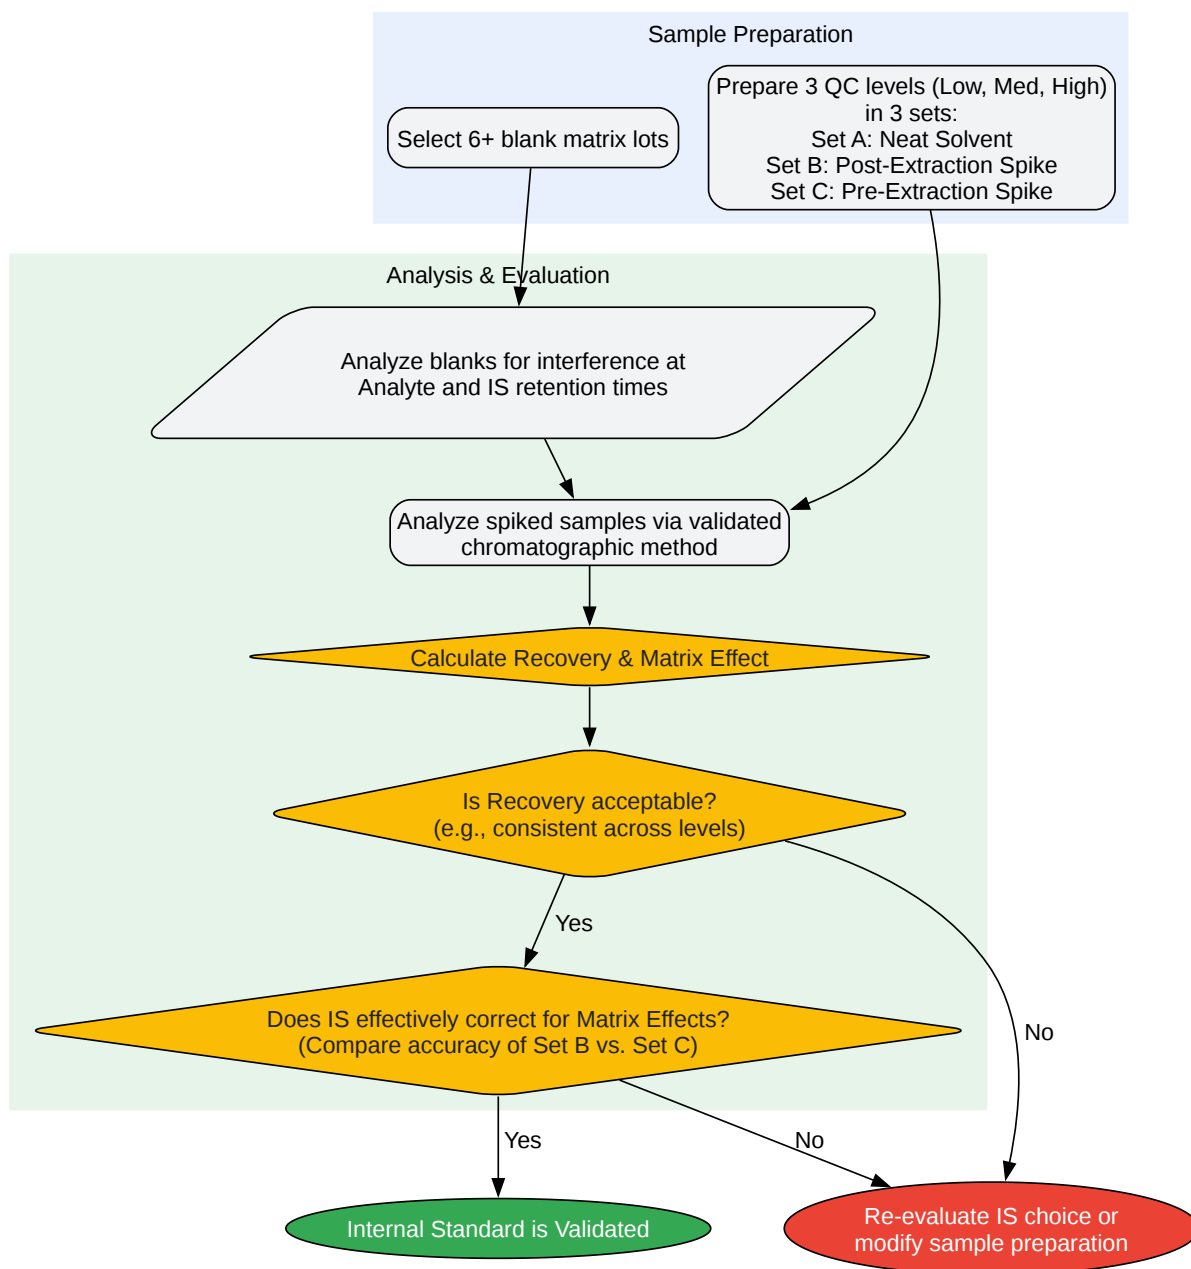 Sample Preparation
Select 6+ blank matrix lots
Prepare 3 QC levels (Low, Med, High)
in 3 sets:
Set A: Neat Solvent
Set B: Post-Extraction Spike
Set C: Pre-Extraction Spike
Analysis & Evaluation
Analyze blanks for interference at
Analyte and IS retention times
Analyze spiked samples via validated
chromatographic method
Calculate Recovery & Matrix Effect
Is Recovery acceptable?
(e.g., consistent across levels)
Yes
Does IS effectively correct for Matrix Effects?
(Compare accuracy of Set B vs. Set C)
No
Yes
No
Internal Standard is Validated
Re-evaluate IS choice or
modify sample preparation